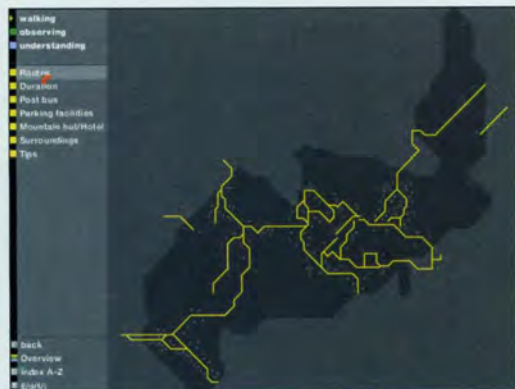 walking
observing
understanding
Routes
Duration
Post bus
Parking facilities
Mountain hut/Hotel
Surroundings
Tips
back
Overview
index A-Z